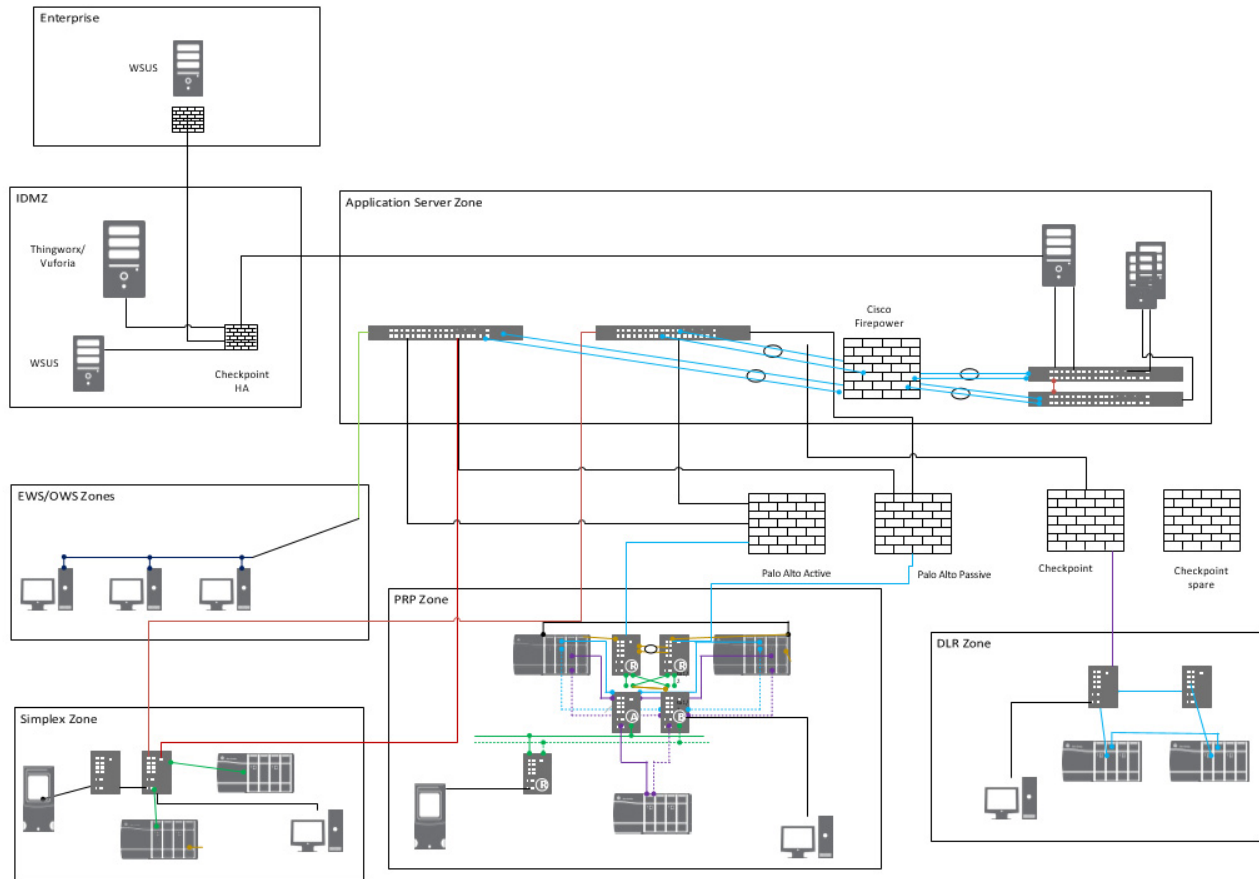 Enterprise
WSUS
IDMZ
Thingworx/
Vuforia
WSUS
Checkpoint
HA
Application Server Zone
Cisco
Firepower
EWS/OWS Zones
Palo Alto Active
Palo Alto Passive
Checkpoint
Checkpoint
spare
PRP Zone
R
R
A
B
R
DLR Zone
Simplex Zone